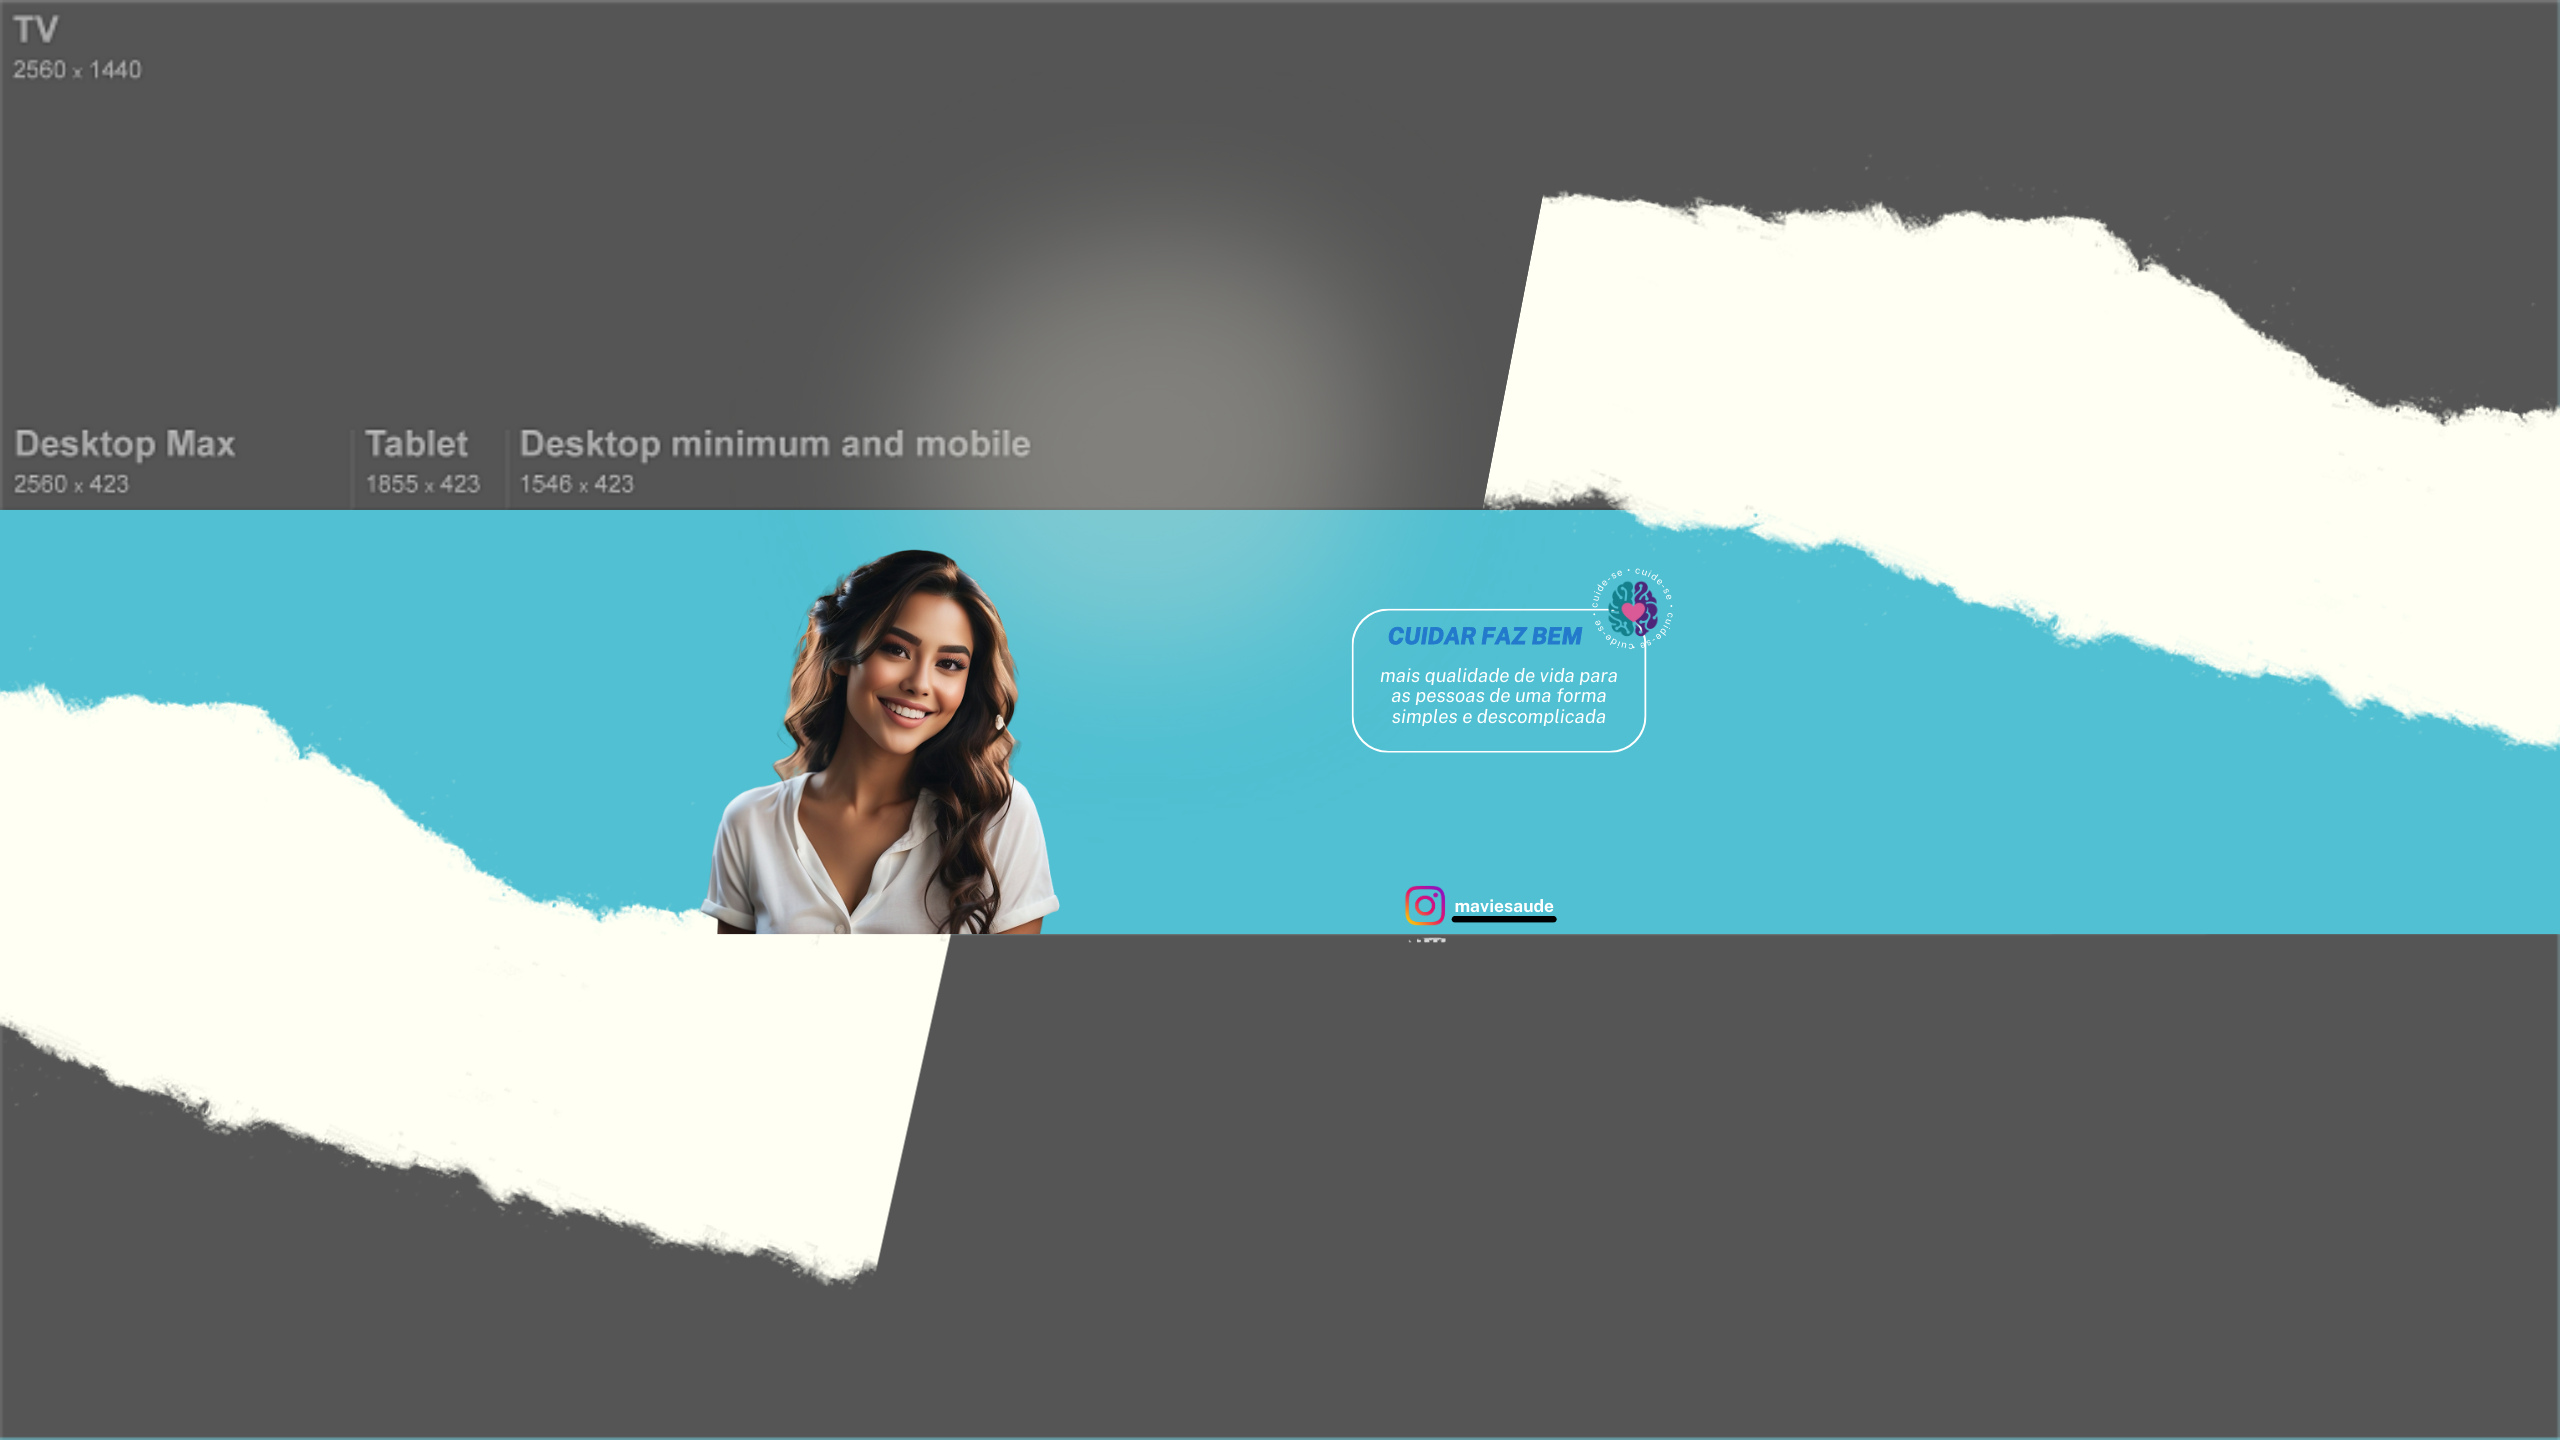 TV
2560 x 1440
Desktop Max
2560 x 423
Tablet
1855 x 423
Desktop minimum and mobile
1546 x 423
cuide-se • cuide-se • cuide-se • cuide-se •
CUIDAR FAZ BEM
mais qualidade de vida para
as pessoas de uma forma
simples e descomplicada
maviesaude